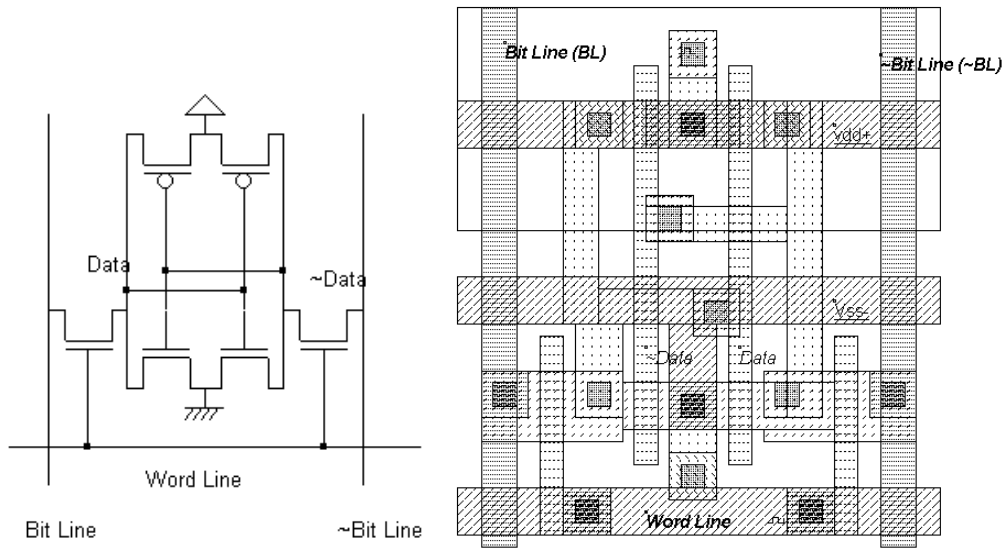 Data
~Data
Word Line
Bit Line
~Bit Line
Bit Line (BL)
~Bit Line (~BL)
vdd+
Vss-
~Data
Data
Word Line